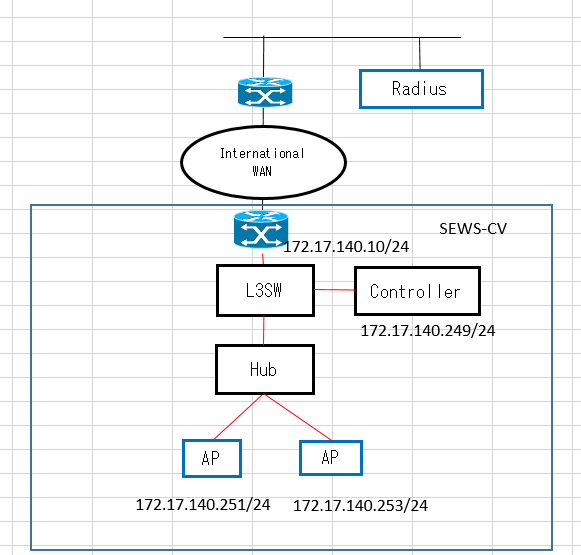 Radius
International
WAN
SEWS-CV
172.17.140.10/24
L3SW
Controller
172.17.140.249/24
Hub
AP
AP
172.17.140.251/24
172.17.140.253/24